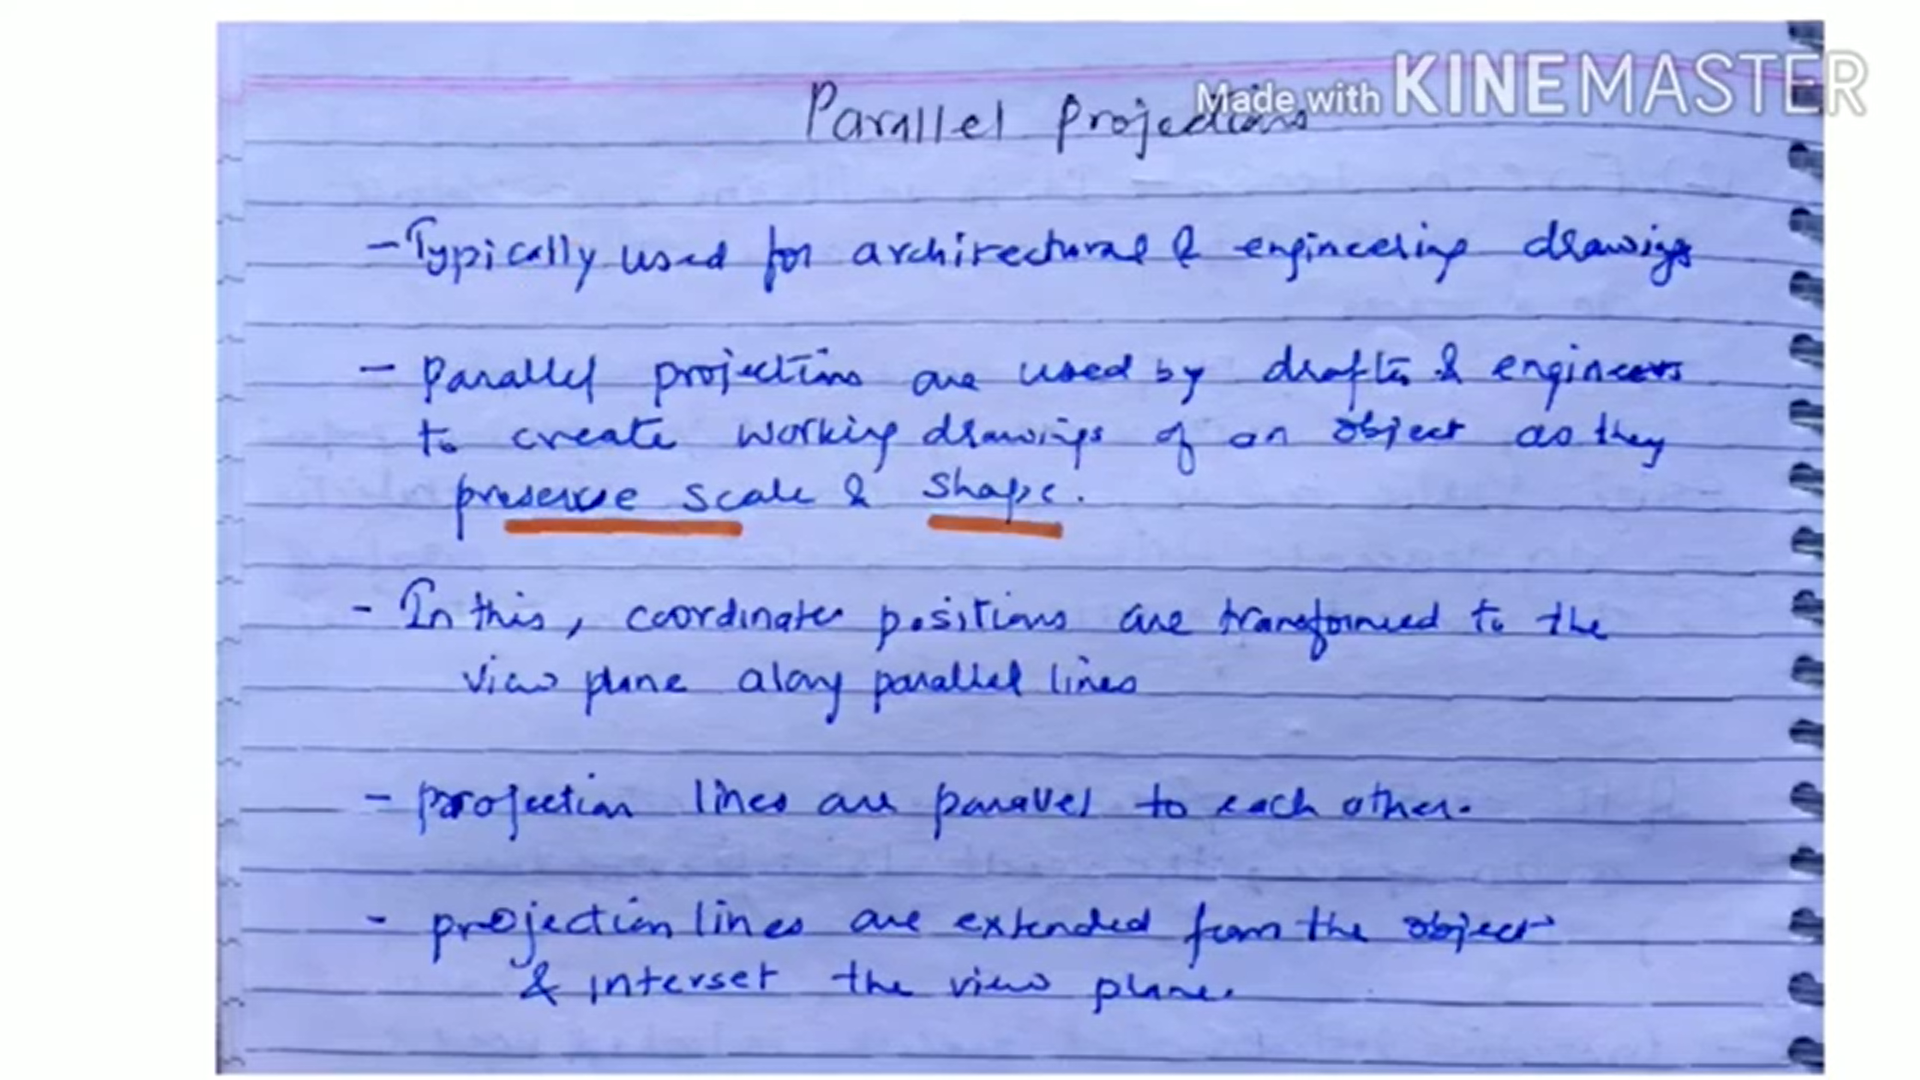 Made with KINEMASTER
Parallel Projections
- Typically used for architectural & engineering drawings
- Parallel projections are used by drafts & engineers
to create working drawings of an object as they
preserve scale & shape.
- In this, coordinate positions are transformed to the
view plane along parallel lines
- projection lines are parallel to each other.
- projection lines are extended from the object
& interset the view plane.